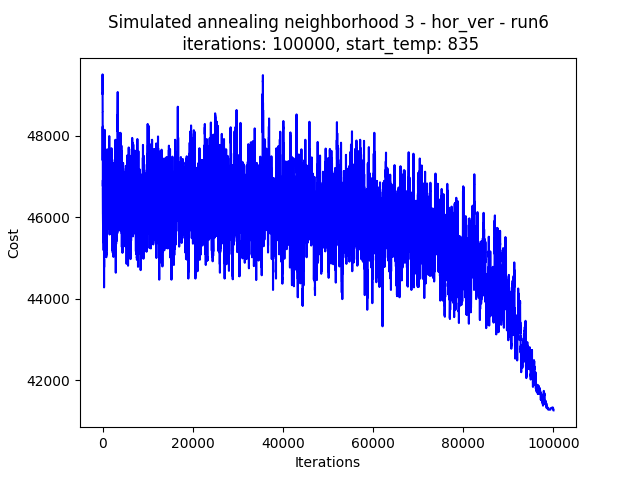 Simulated annealing neighborhood 3 - hor_ver - run6
iterations: 100000, start_temp: 835
48000
46000
44000
42000
Cost
0 20000 40000 60000 80000 100000
Iterations